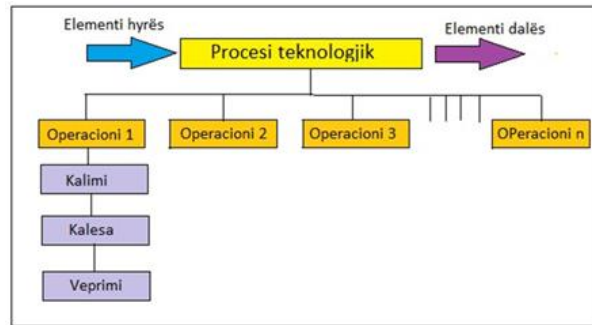 Elementi hyrës
Elementi dalës
Procesi teknologjik
Operacioni 1
Operacioni 2
Operacioni 3
OPeracioni n
Kalimi
Kalesa
Veprimi